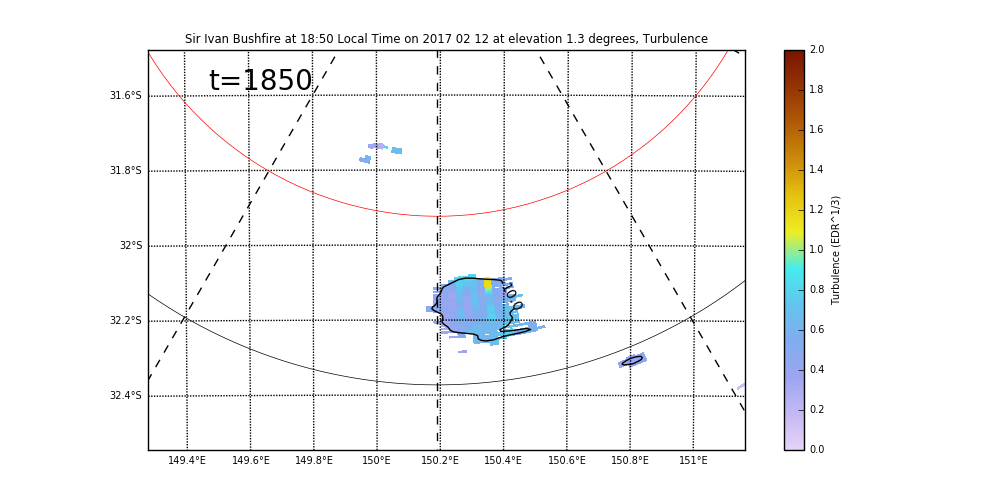 Sir Ivan Bushfire at 18:50 Local Time on 2017 02 12 at elevation 1.3 degrees, Turbulence
t=1850
31.6°S
31.8°S
32°S
32.2°S
32.4°S
149.4°E 149.6°E 149.8°E 150°E 150.2°E 150.4°E 150.6°E 150.8°E 151°E
2.0
1.8
1.6
1.4
1.2
1.0
0.8
0.6
0.4
0.2
0.0
Turbulence (EDR^1/3)